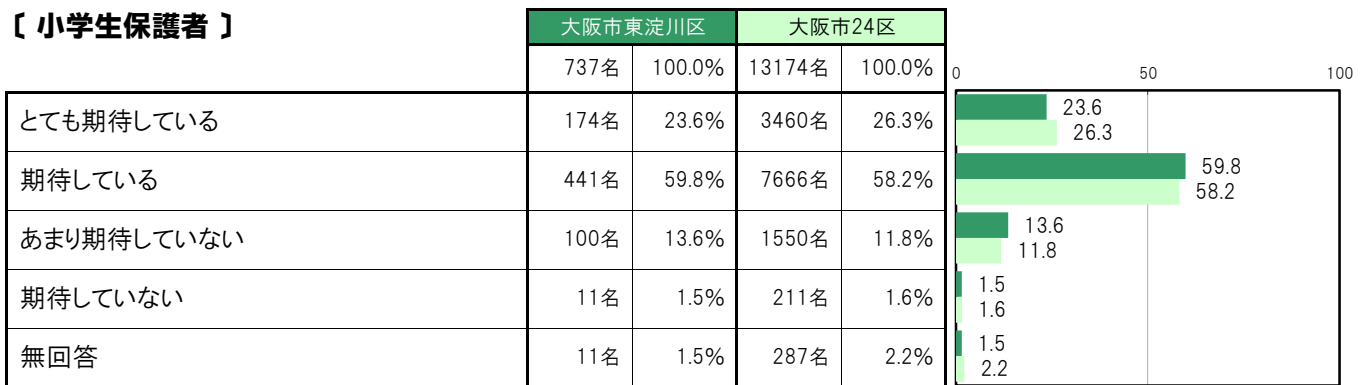 〔 小学生保護者 〕
大阪市東淀川区 大阪市24区
737名 100.0% 13174名 100.0%
0 50 100
とても期待している 174名 23.6% 3460名 26.3%
23.6
26.3
期待している 441名 59.8% 7666名 58.2%
59.8
58.2
あまり期待していない 100名 13.6% 1550名 11.8%
13.6
11.8
期待していない 11名 1.5% 211名 1.6%
1.5
1.6
無回答 11名 1.5% 287名 2.2%
1.5
2.2